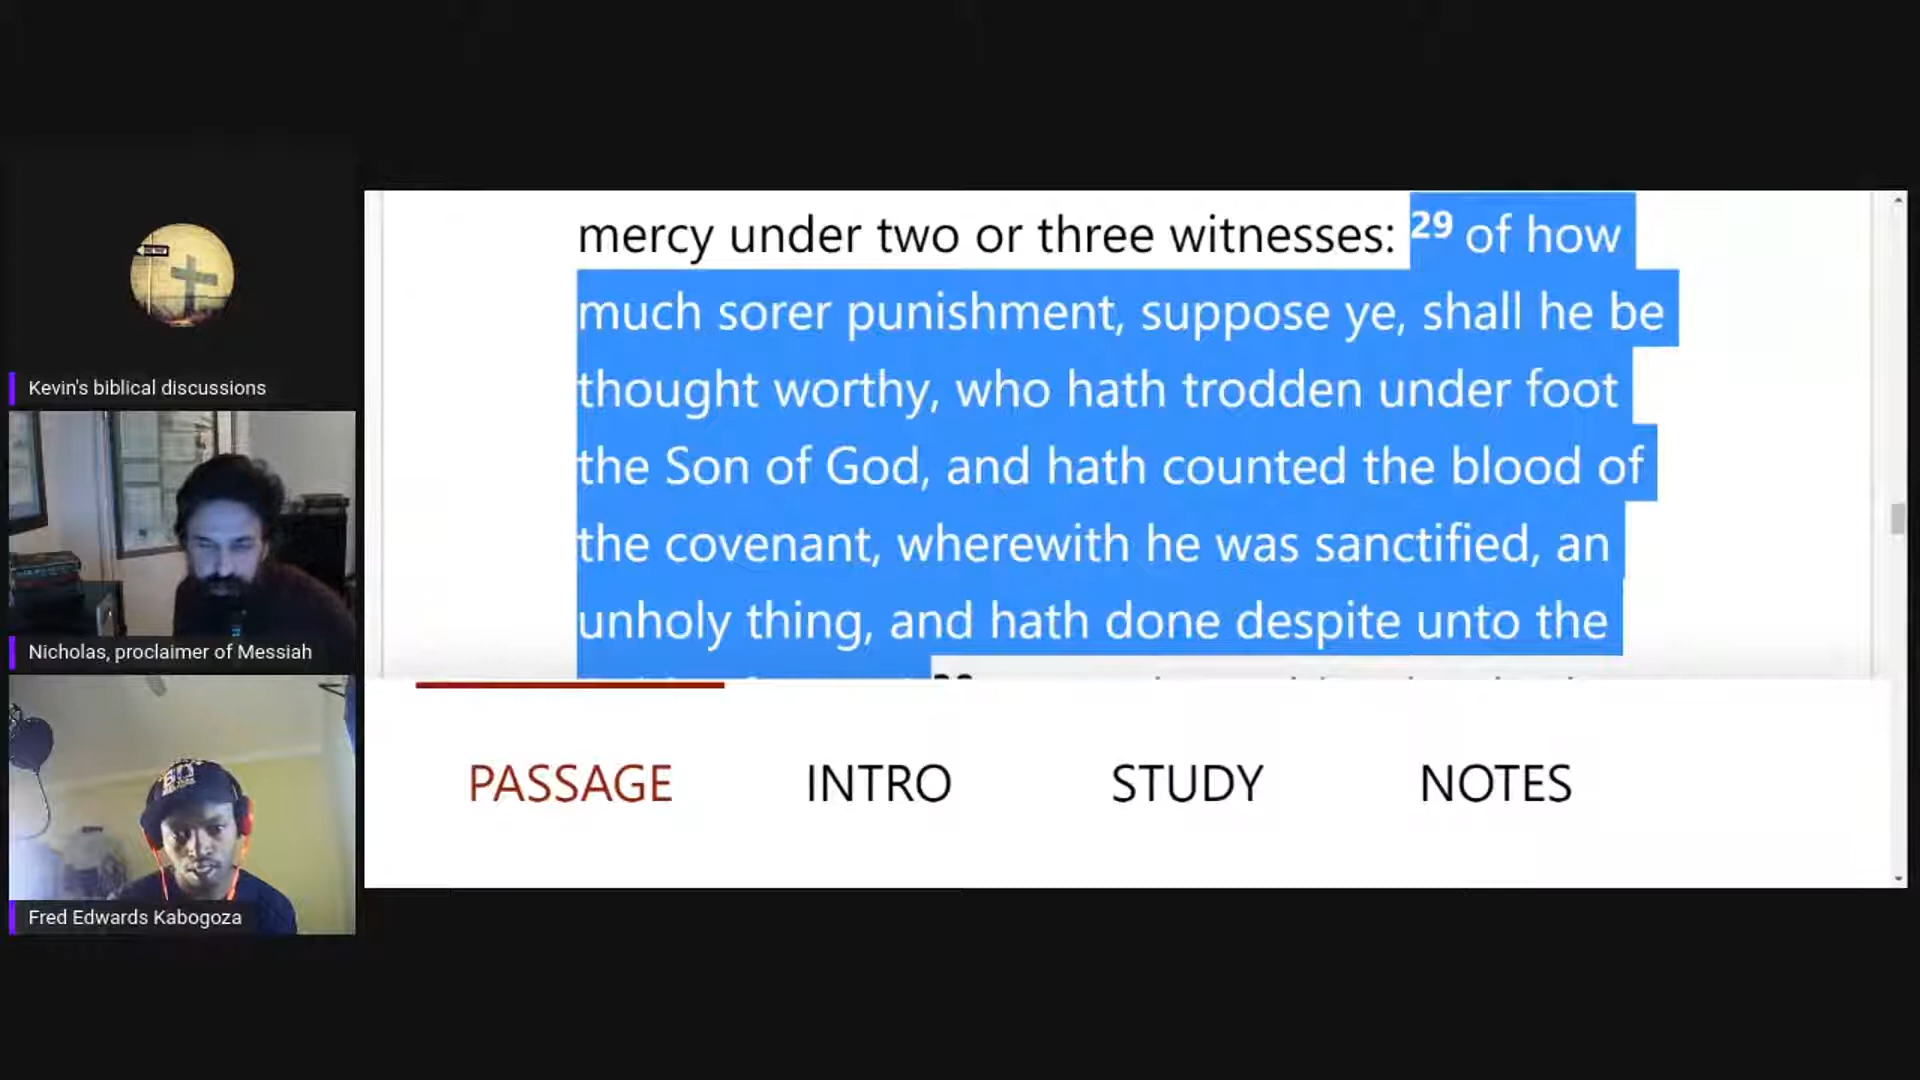 Kevin's biblical discussions
Nicholas, proclaimer of Messiah
Fred Edwards Kabogoza
mercy under two or three witnesses: 29 of how
much sorer punishment, suppose ye, shall he be
thought worthy, who hath trodden under foot
the Son of God, and hath counted the blood of
the covenant, wherewith he was sanctified, an
unholy thing, and hath done despite unto the
PASSAGE INTRO STUDY NOTES